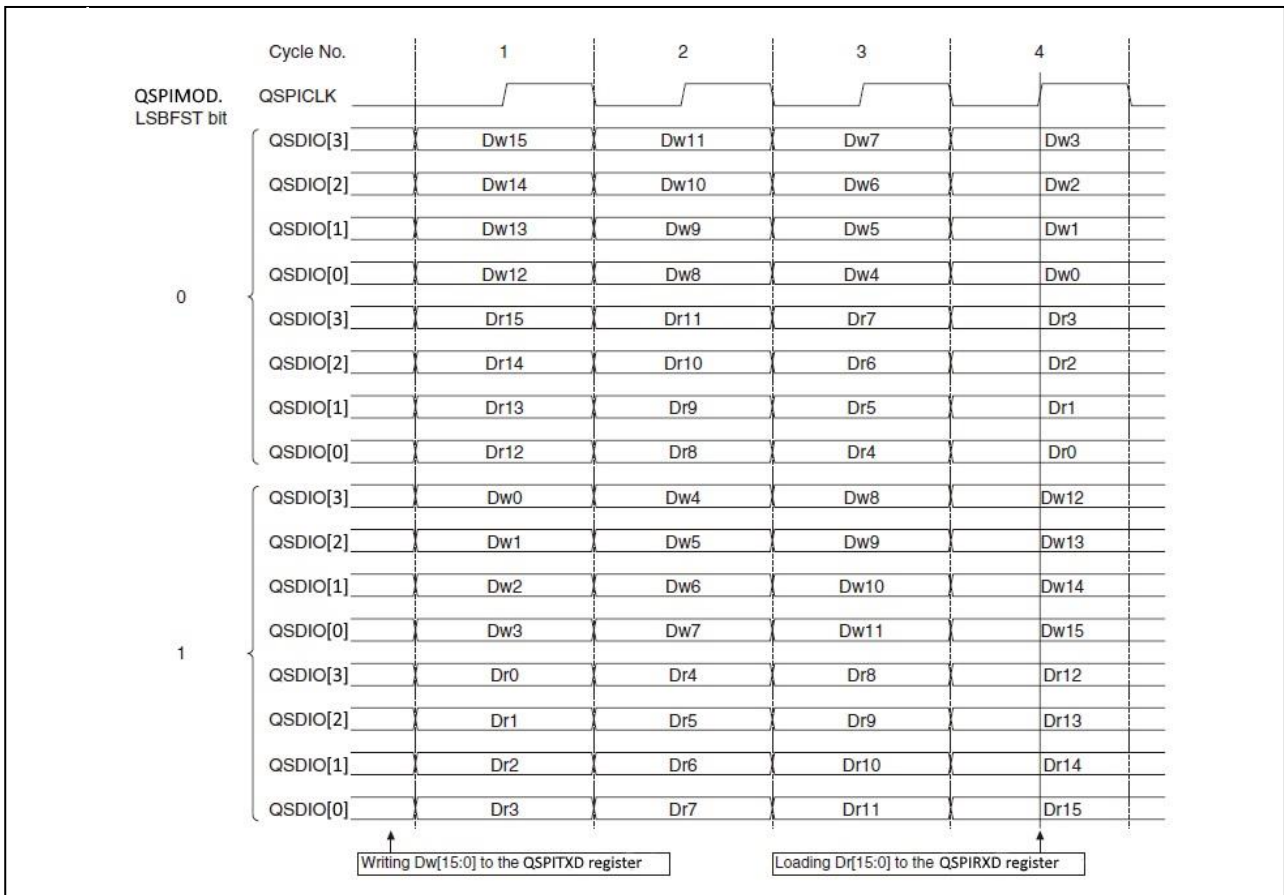 Cycle No. 1 2 3 4
QSPIMOD. QSPICLK
LSBFST bit
QSDIO[3] Dw15 Dw11 Dw7 Dw3
QSDIO[2] Dw14 Dw10 Dw6 Dw2
QSDIO[1] Dw13 Dw9 Dw5 Dw1
QSDIO[0] Dw12 Dw8 Dw4 Dw0
0
QSDIO[3] Dr15 Dr11 Dr7 Dr3
QSDIO[2] Dr14 Dr10 Dr6 Dr2
QSDIO[1] Dr13 Dr9 Dr5 Dr1
QSDIO[0] Dr12 Dr8 Dr4 Dr0
QSDIO[3] Dw0 Dw4 Dw8 Dw12
QSDIO[2] Dw1 Dw5 Dw9 Dw13
QSDIO[1] Dw2 Dw6 Dw10 Dw14
QSDIO[0] Dw3 Dw7 Dw11 Dw15
1
QSDIO[3] Dr0 Dr4 Dr8 Dr12
QSDIO[2] Dr1 Dr5 Dr9 Dr13
QSDIO[1] Dr2 Dr6 Dr10 Dr14
QSDIO[0] Dr3 Dr7 Dr11 Dr15
Writing Dw[15:0] to the QSPITXD register Loading Dr[15:0] to the QSPIRXD register